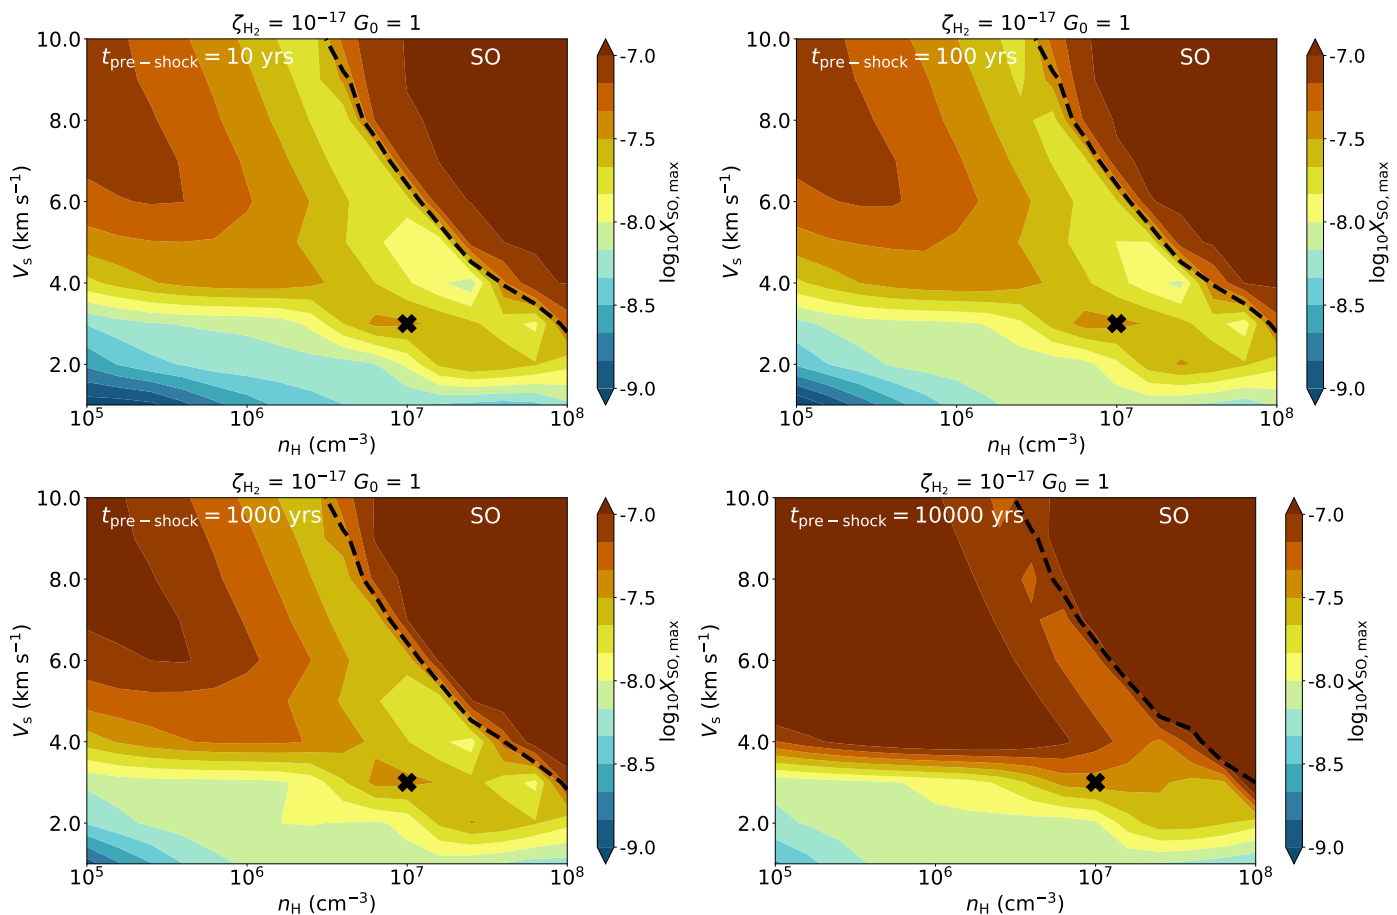 ζH₂ = 10⁻¹⁷ G₀ = 1
10.0
8.0
6.0
4.0
2.0
Vₛ (km s⁻¹)
tpre−shock = 10 yrs
SO
10⁵ 10⁶ 10⁷ 10⁸
nH (cm⁻³)
-7.0
-7.5
-8.0
-8.5
-9.0
log₁₀XSO, max
ζH₂ = 10⁻¹⁷ G₀ = 1
10.0
8.0
6.0
4.0
2.0
Vₛ (km s⁻¹)
tpre−shock = 100 yrs
SO
10⁵ 10⁶ 10⁷ 10⁸
nH (cm⁻³)
-7.0
-7.5
-8.0
-8.5
-9.0
log₁₀XSO, max
ζH₂ = 10⁻¹⁷ G₀ = 1
10.0
8.0
6.0
4.0
2.0
Vₛ (km s⁻¹)
tpre−shock = 1000 yrs
SO
10⁵ 10⁶ 10⁷ 10⁸
nH (cm⁻³)
-7.0
-7.5
-8.0
-8.5
-9.0
log₁₀XSO, max
ζH₂ = 10⁻¹⁷ G₀ = 1
10.0
8.0
6.0
4.0
2.0
Vₛ (km s⁻¹)
tpre−shock = 10000 yrs
SO
10⁵ 10⁶ 10⁷ 10⁸
nH (cm⁻³)
-7.0
-7.5
-8.0
-8.5
-9.0
log₁₀XSO, max